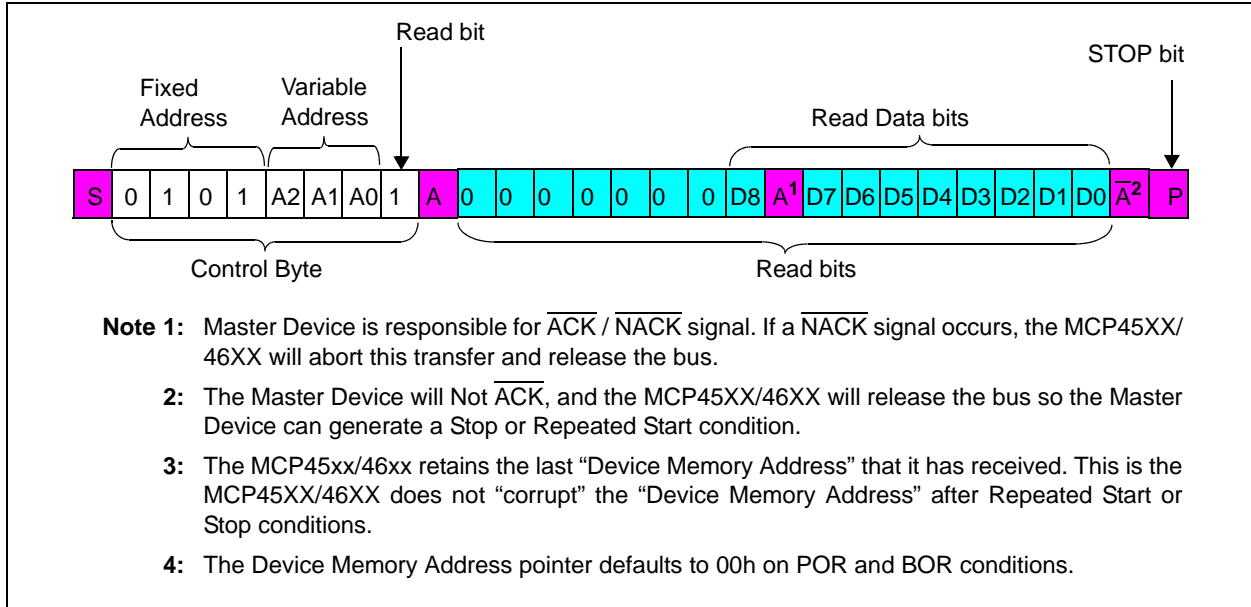 Read bit
STOP bit
Fixed Address
Variable Address
Read Data bits
S 0 1 0 1 A2 A1 A0 1 A 0 0 0 0 0 0 0 D8 A¹ D7 D6 D5 D4 D3 D2 D1 D0 A̅² P
Control Byte
Read bits
Note 1: Master Device is responsible for A̅C̅K̅ / N̅A̅C̅K̅ signal. If a N̅A̅C̅K̅ signal occurs, the MCP45XX/
46XX will abort this transfer and release the bus.
2: The Master Device will Not A̅C̅K̅, and the MCP45XX/46XX will release the bus so the Master
Device can generate a Stop or Repeated Start condition.
3: The MCP45xx/46xx retains the last “Device Memory Address” that it has received. This is the
MCP45XX/46XX does not “corrupt” the “Device Memory Address” after Repeated Start or
Stop conditions.
4: The Device Memory Address pointer defaults to 00h on POR and BOR conditions.